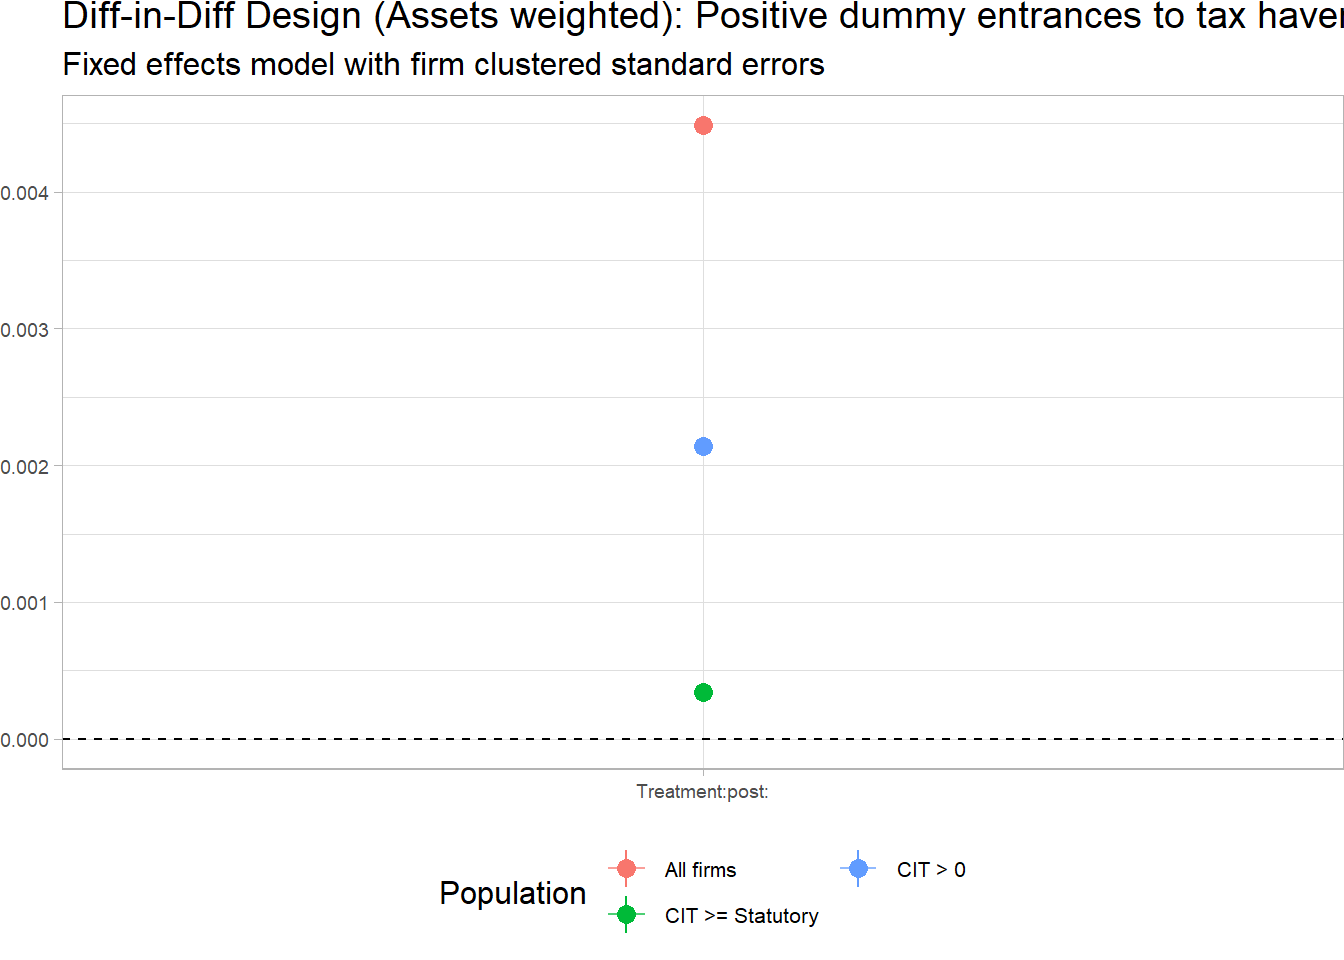 Diff-in-Diff Design (Assets weighted): Positive dummy entrances to tax haven
Fixed effects model with firm clustered standard errors
0.004
0.003
0.002
0.001
0.000
Treatment:post:
Population
All firms
CIT > 0
CIT >= Statutory